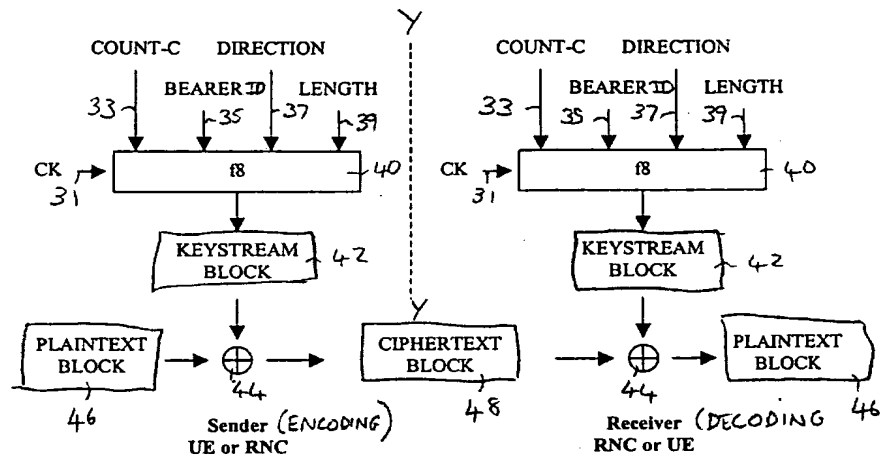 Y
COUNT-C DIRECTION
BEARER ID LENGTH
33 35 37 39
CK
31
f8
40
KEYSTREAM
BLOCK
42
PLAINTEXT
BLOCK
46
44
Sender (ENCODING)
UE or RNC
Y
CIPHERTEXT
BLOCK
48
COUNT-C DIRECTION
BEARER ID LENGTH
33 35 37 39
CK
31
f8
40
KEYSTREAM
BLOCK
42
44
PLAINTEXT
BLOCK
46
Receiver (DECODING
RNC or UE